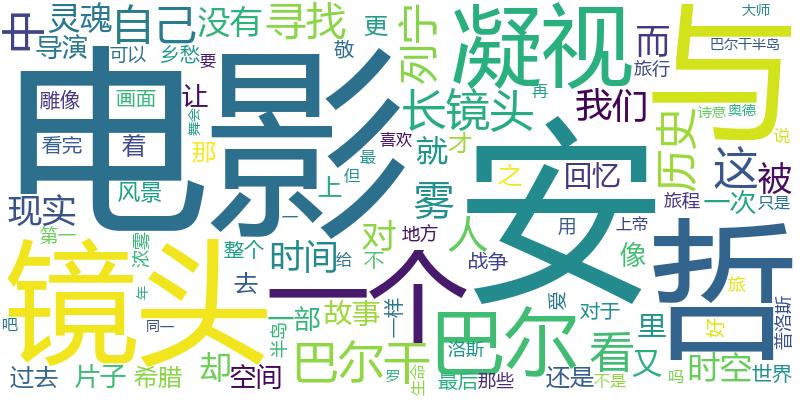 中
灵魂
自己
没有
寻找
更
列宁
凝视
而
与
大师
导演
可以
乡愁
要
敬
巴尔干半岛
旅行
电影
雕像
画面
让
舞会
长镜头
再
我们
诗意
奥德
看完
着
那
喜欢
就
才
安
历史
说
风景
上
最
但
雾
之
回忆
这
被
现实
一
人
旅程
一次
只是
第一
浓雾
整个
时间
给
对
不
地方
用
上帝
像
哲
镜头
年
去
一个
战争
爱
对于
旅
好
普洛斯
吧
同一
半岛
一部
故事
一样
巴尔
里
过去
片子
希腊
却
空间
巴尔干
罗
生命
洛斯
最后
那些
还是
看
又
不是
吗
时空
世界